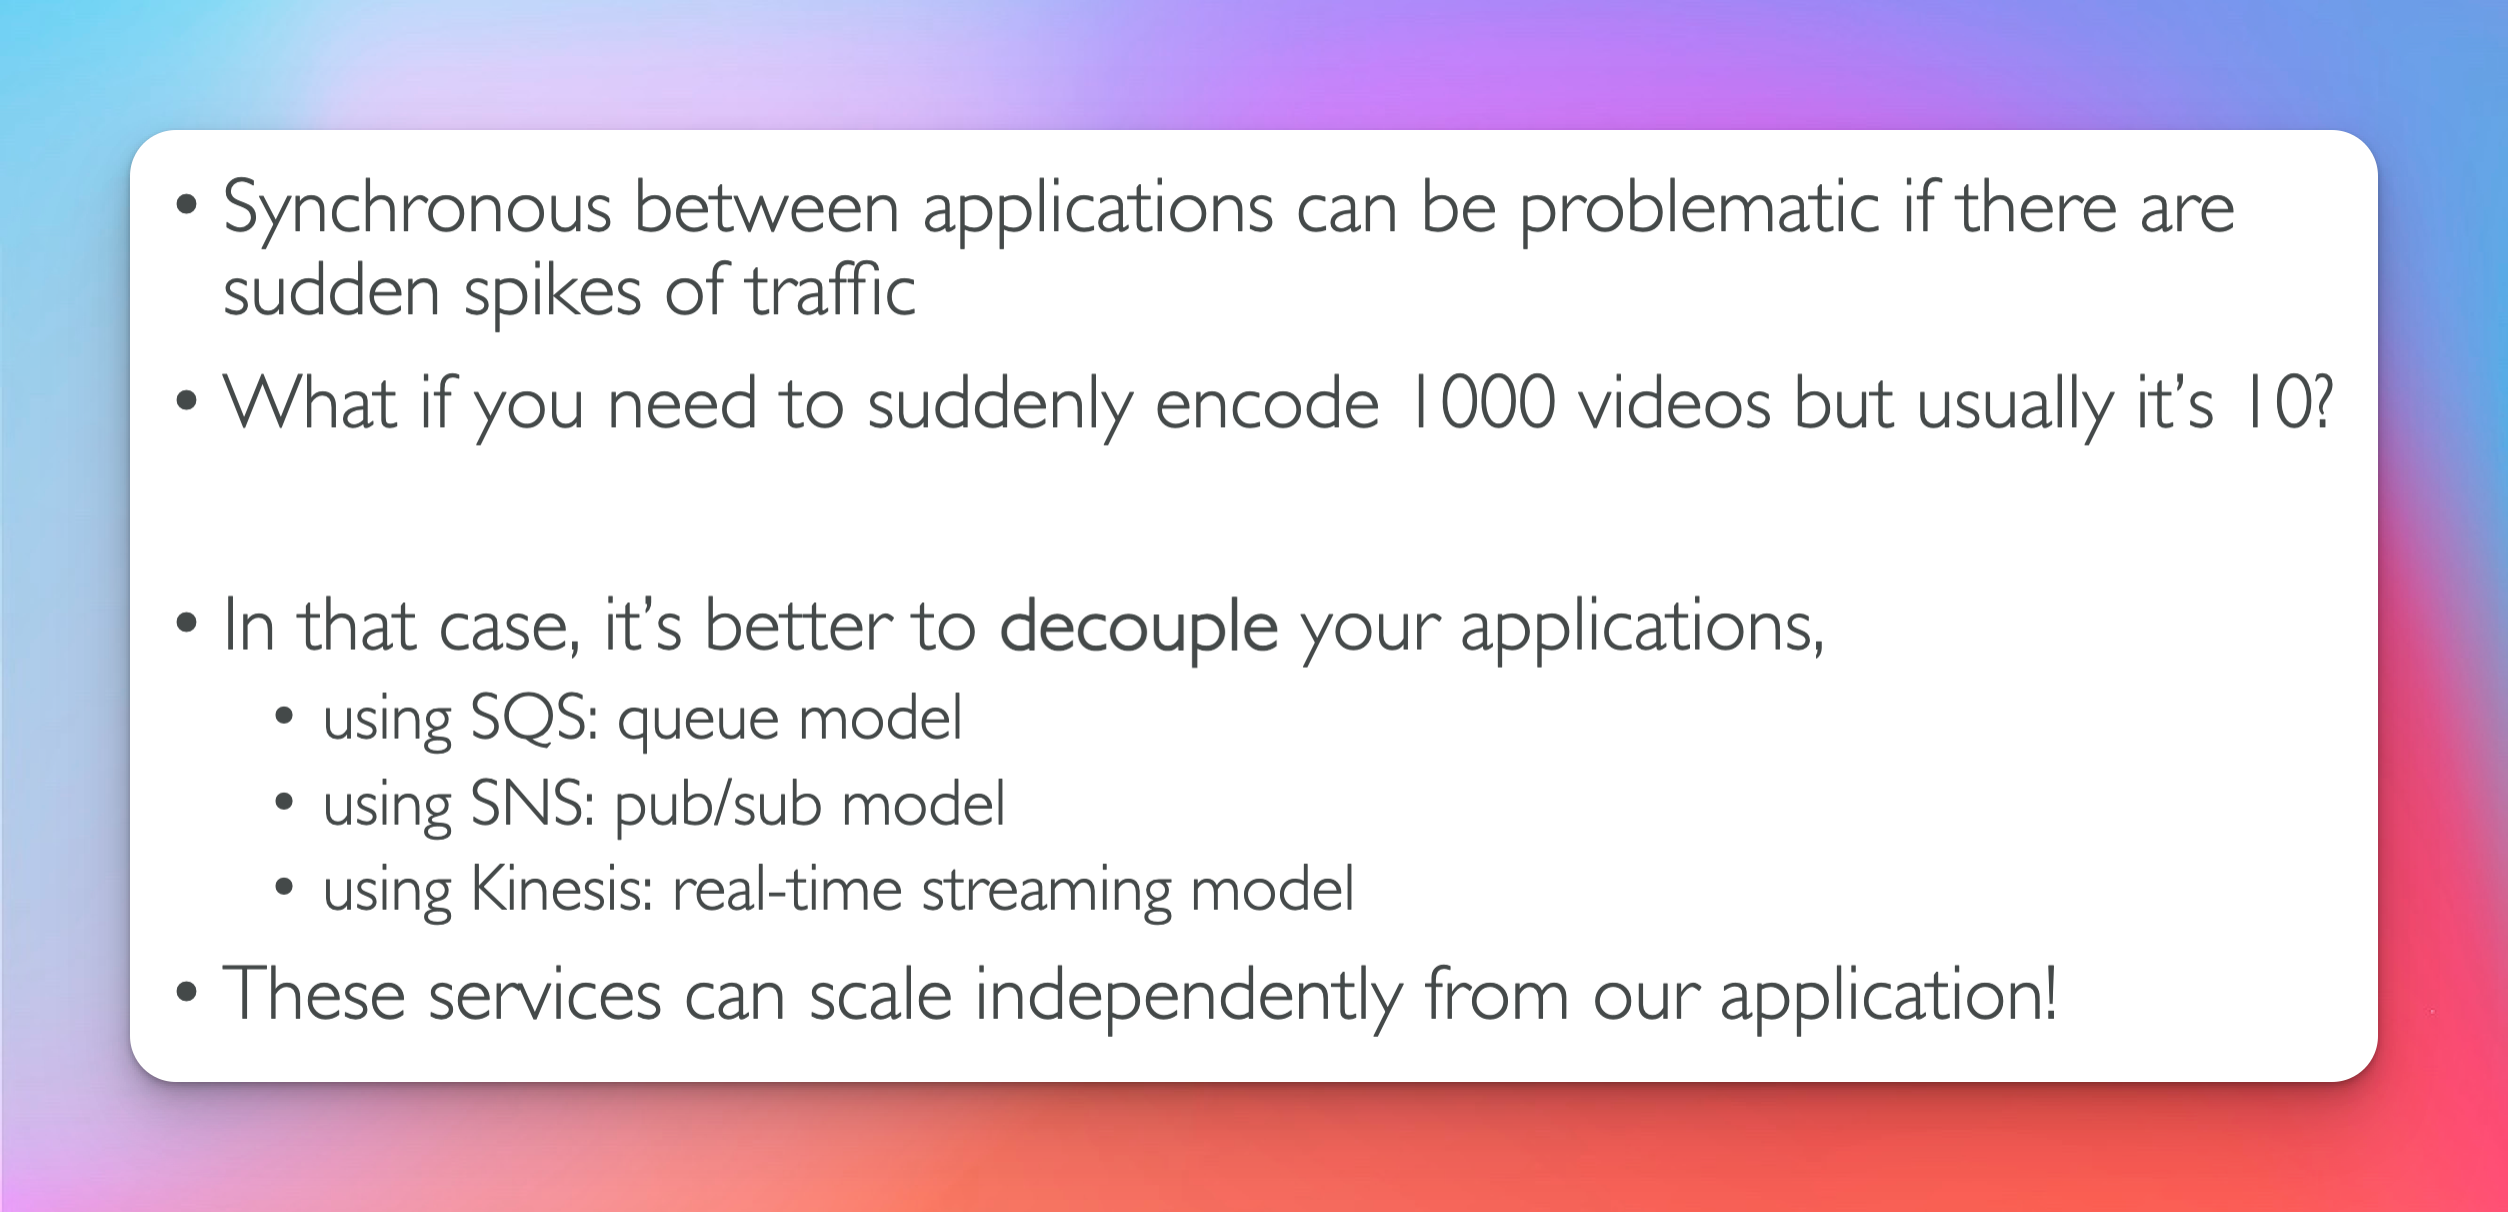 • Synchronous between applications can be problematic if there are
sudden spikes of traffic
• What if you need to suddenly encode 1000 videos but usually it’s 10?
• In that case, it’s better to decouple your applications,
• using SQS: queue model
• using SNS: pub/sub model
• using Kinesis: real-time streaming model
• These services can scale independently from our application!